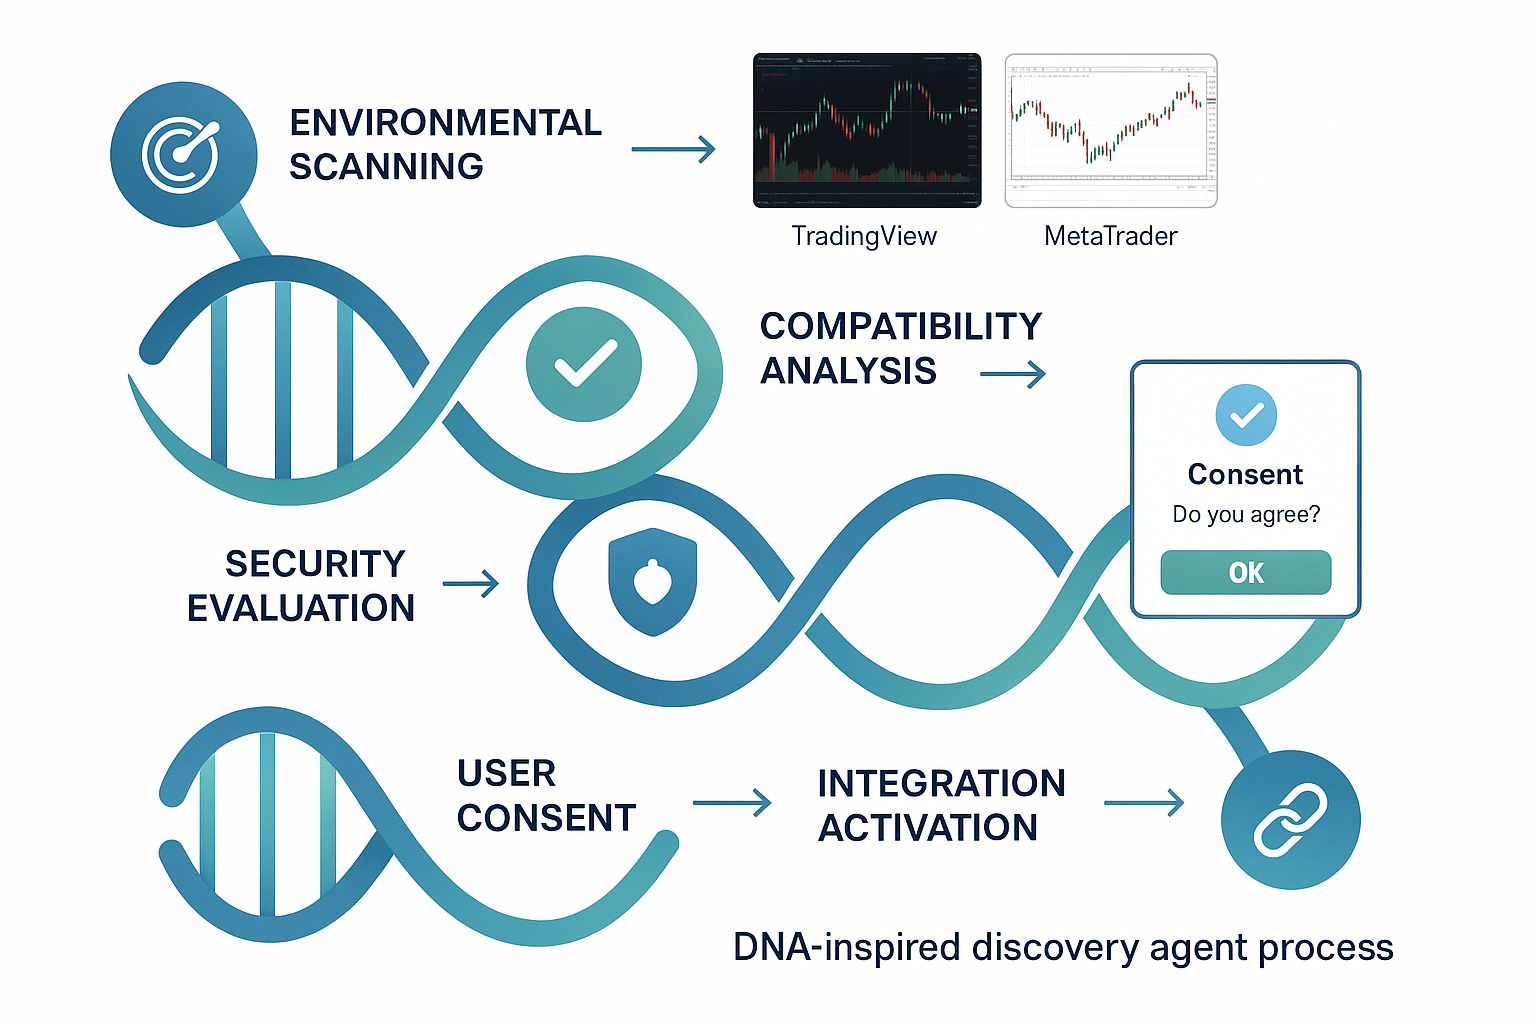 ENVIRONMENTAL
SCANNING
TradingView
MetaTrader
COMPATIBILITY
ANALYSIS
Consent
Do you agree?
OK
SECURITY
EVALUATION
USER
CONSENT
INTEGRATION
ACTIVATION
DNA-inspired discovery agent process